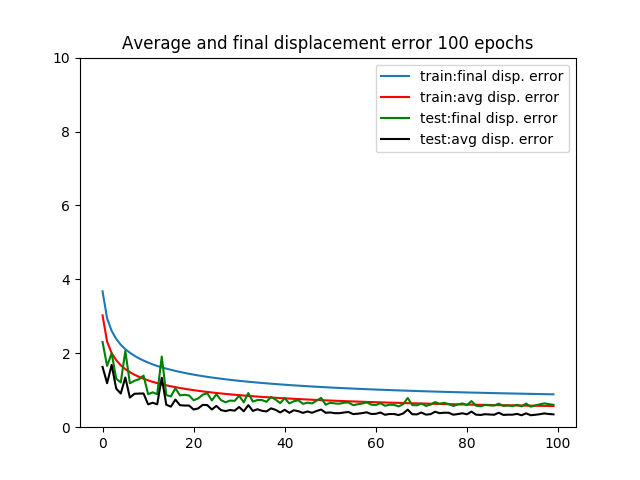 Average and final displacement error 100 epochs
10
8
6
4
2
0
train:final disp. error
train:avg disp. error
test:final disp. error
test:avg disp. error
0 20 40 60 80 100